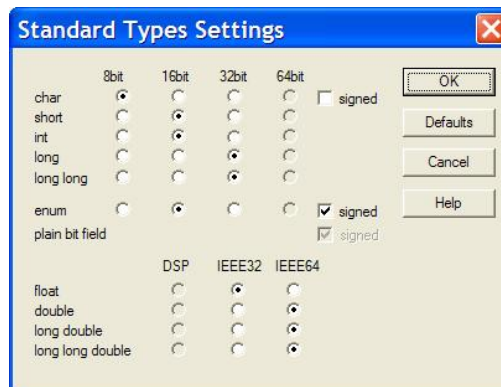 Standard Types Settings
8bit 16bit 32bit 64bit
OK
char signed
short
int
Defaults
long
long long
Cancel
enum signed
Help
plain bit field signed
DSP IEEE32 IEEE64
float
double
long double
long long double